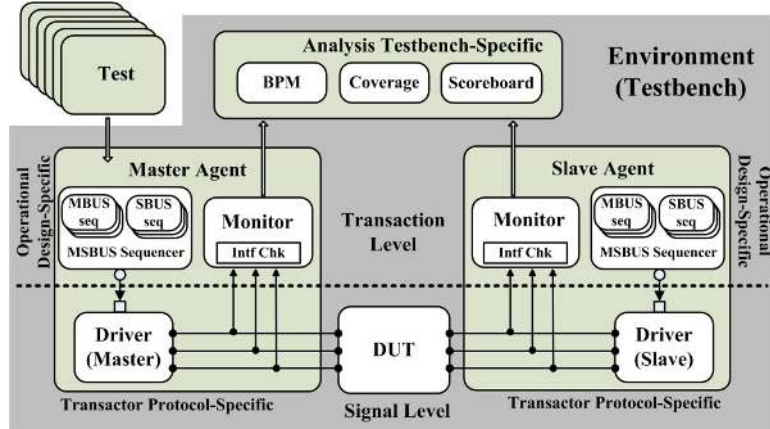 Test
Analysis Testbench-Specific
BPM
Coverage
Scoreboard
Environment
(Testbench)
Operational
Design-Specific
Master Agent
MBUS
seq
SBUS
seq
MSBUS Sequencer
Monitor
Intf Chk
Transaction
Level
Slave Agent
Monitor
Intf Chk
MBUS
seq
SBUS
seq
MSBUS Sequencer
Operational
Design-Specific
Driver
(Master)
DUT
Driver
(Slave)
Transactor Protocol-Specific
Signal Level
Transactor Protocol-Specific